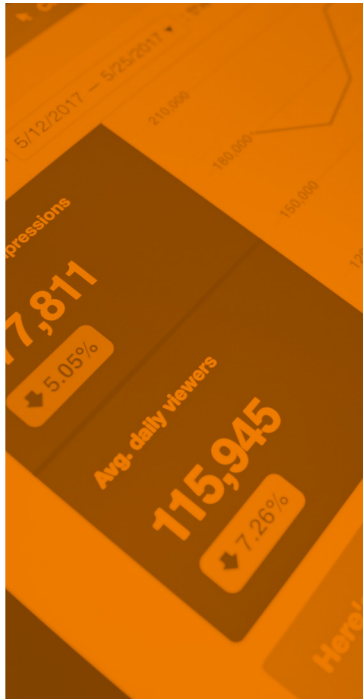 5/12/2017 – 5/25/2017
210,000
180,000
150,000
7,811
5.05%
Avg. daily viewers
115,945
7.26%
Here's